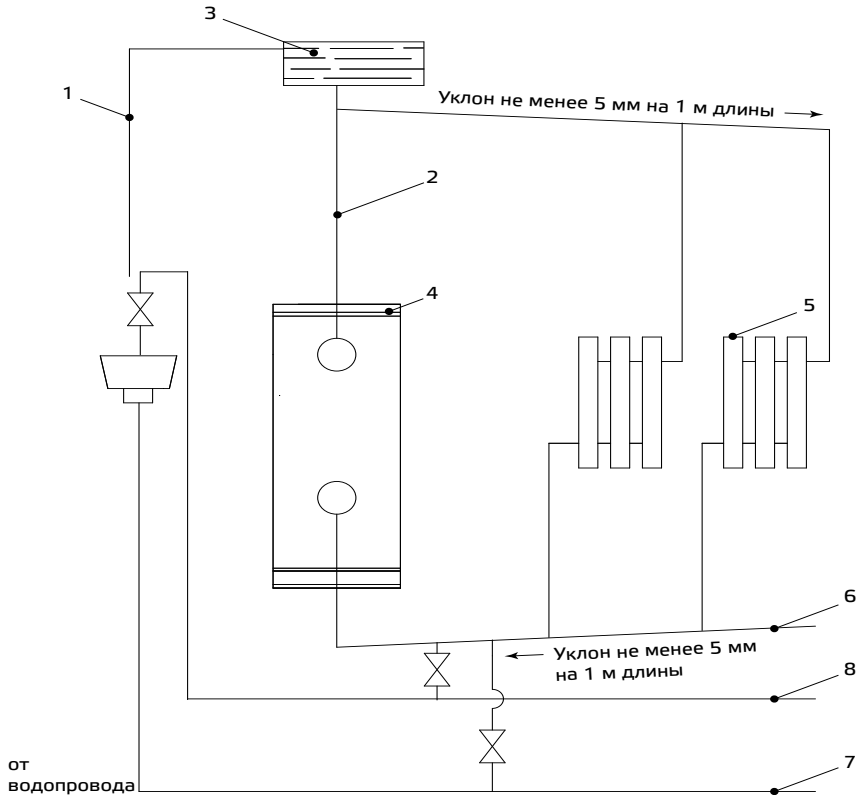 3
1
Уклон не менее 5 мм на 1 м длины
2
4
5
6
Уклон не менее 5 мм
на 1 м длины
8
от
водопровода
7